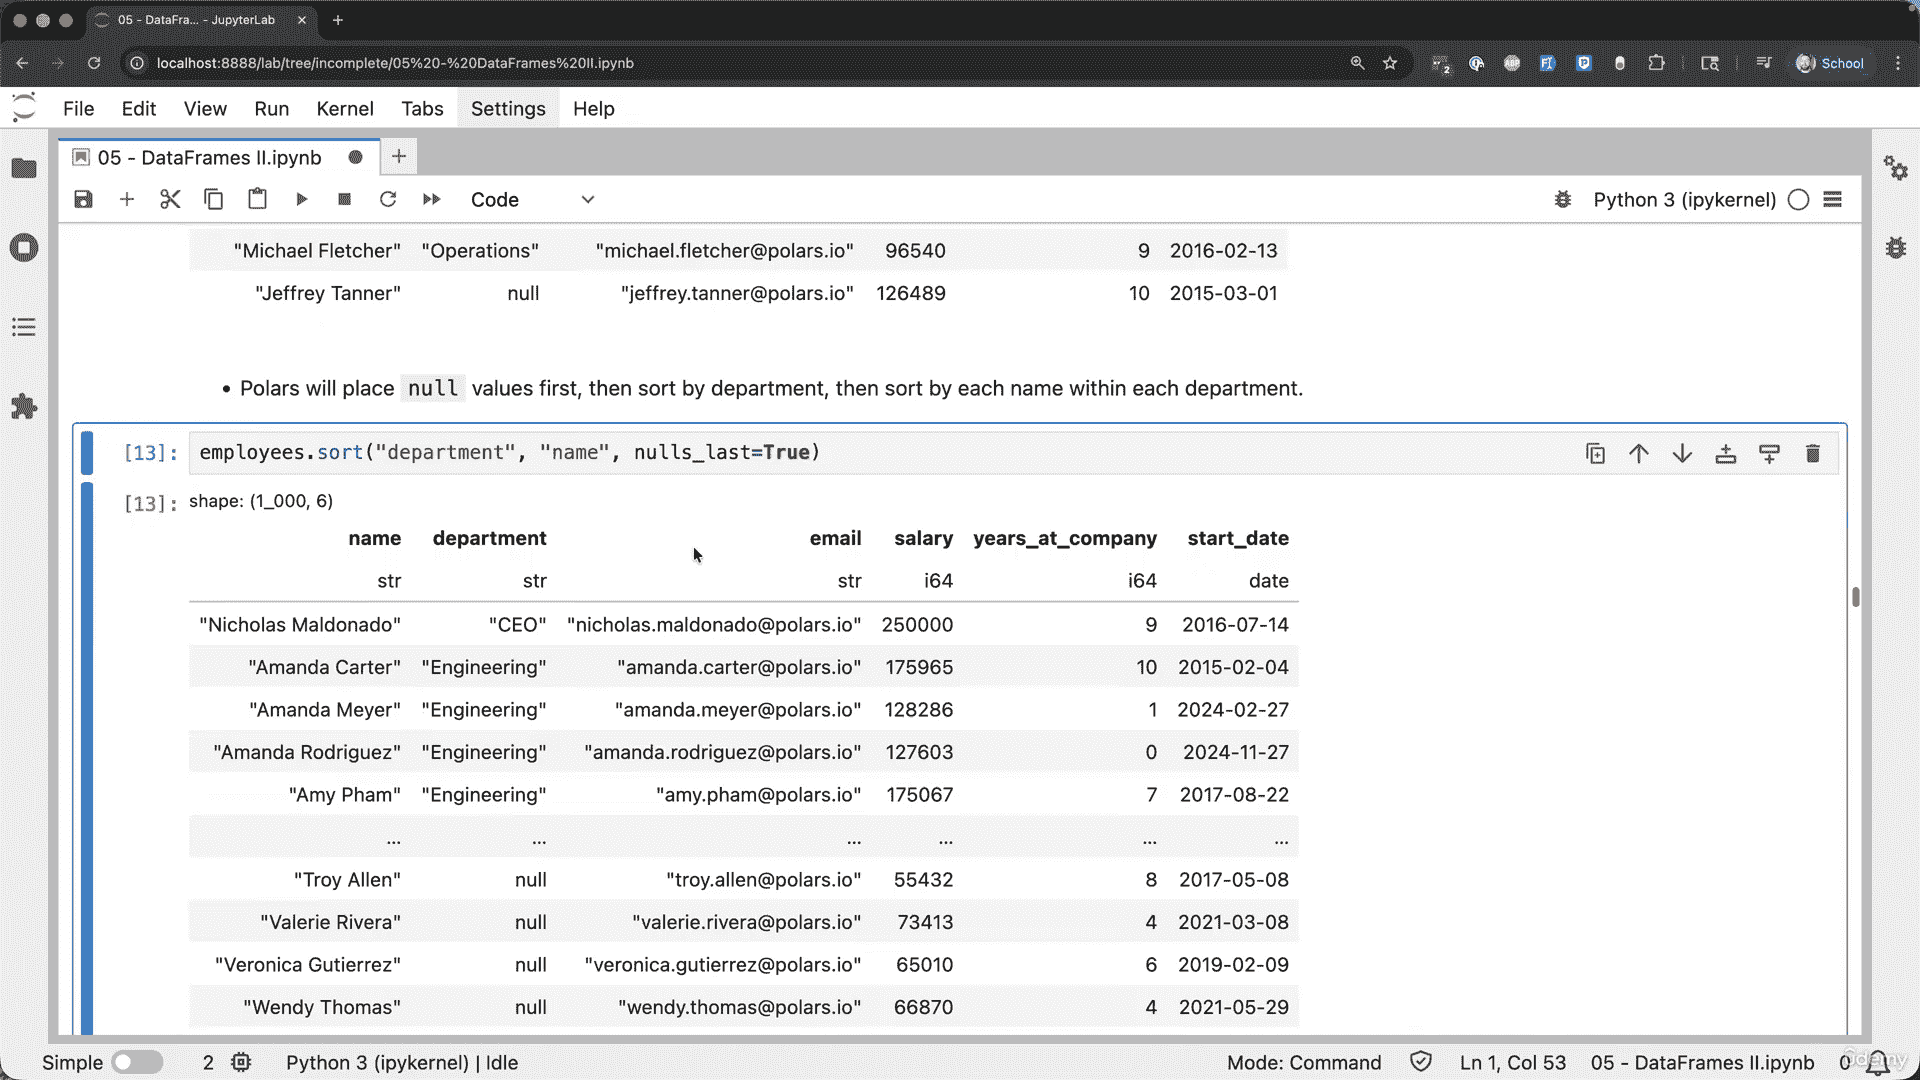 05 - DataFra... - JupyterLab
localhost:8888/lab/tree/incomplete/05%20-%20DataFrames%20II.ipynb
2
ABP
School
File Edit View Run Kernel Tabs Settings Help
05 - DataFrames II.ipynb
Code
Python 3 (ipykernel)
"Michael Fletcher" "Operations" "michael.fletcher@polars.io" 96540 9 2016-02-13
"Jeffrey Tanner" null "jeffrey.tanner@polars.io" 126489 10 2015-03-01
• Polars will place null values first, then sort by department, then sort by each name within each department.
[13]: employees.sort("department", "name", nulls_last=True)
[13]: shape: (1_000, 6)
name department email salary years_at_company start_date
str str str i64 i64 date
"Nicholas Maldonado" "CEO" "nicholas.maldonado@polars.io" 250000 9 2016-07-14
"Amanda Carter" "Engineering" "amanda.carter@polars.io" 175965 10 2015-02-04
"Amanda Meyer" "Engineering" "amanda.meyer@polars.io" 128286 1 2024-02-27
"Amanda Rodriguez" "Engineering" "amanda.rodriguez@polars.io" 127603 0 2024-11-27
"Amy Pham" "Engineering" "amy.pham@polars.io" 175067 7 2017-08-22
... ... ... ... ... ...
"Troy Allen" null "troy.allen@polars.io" 55432 8 2017-05-08
"Valerie Rivera" null "valerie.rivera@polars.io" 73413 4 2021-03-08
"Veronica Gutierrez" null "veronica.gutierrez@polars.io" 65010 6 2019-02-09
"Wendy Thomas" null "wendy.thomas@polars.io" 66870 4 2021-05-29
Simple 2 Python 3 (ipykernel) | Idle Mode: Command Ln 1, Col 53 05 - DataFrames II.ipynb 0
Udemy